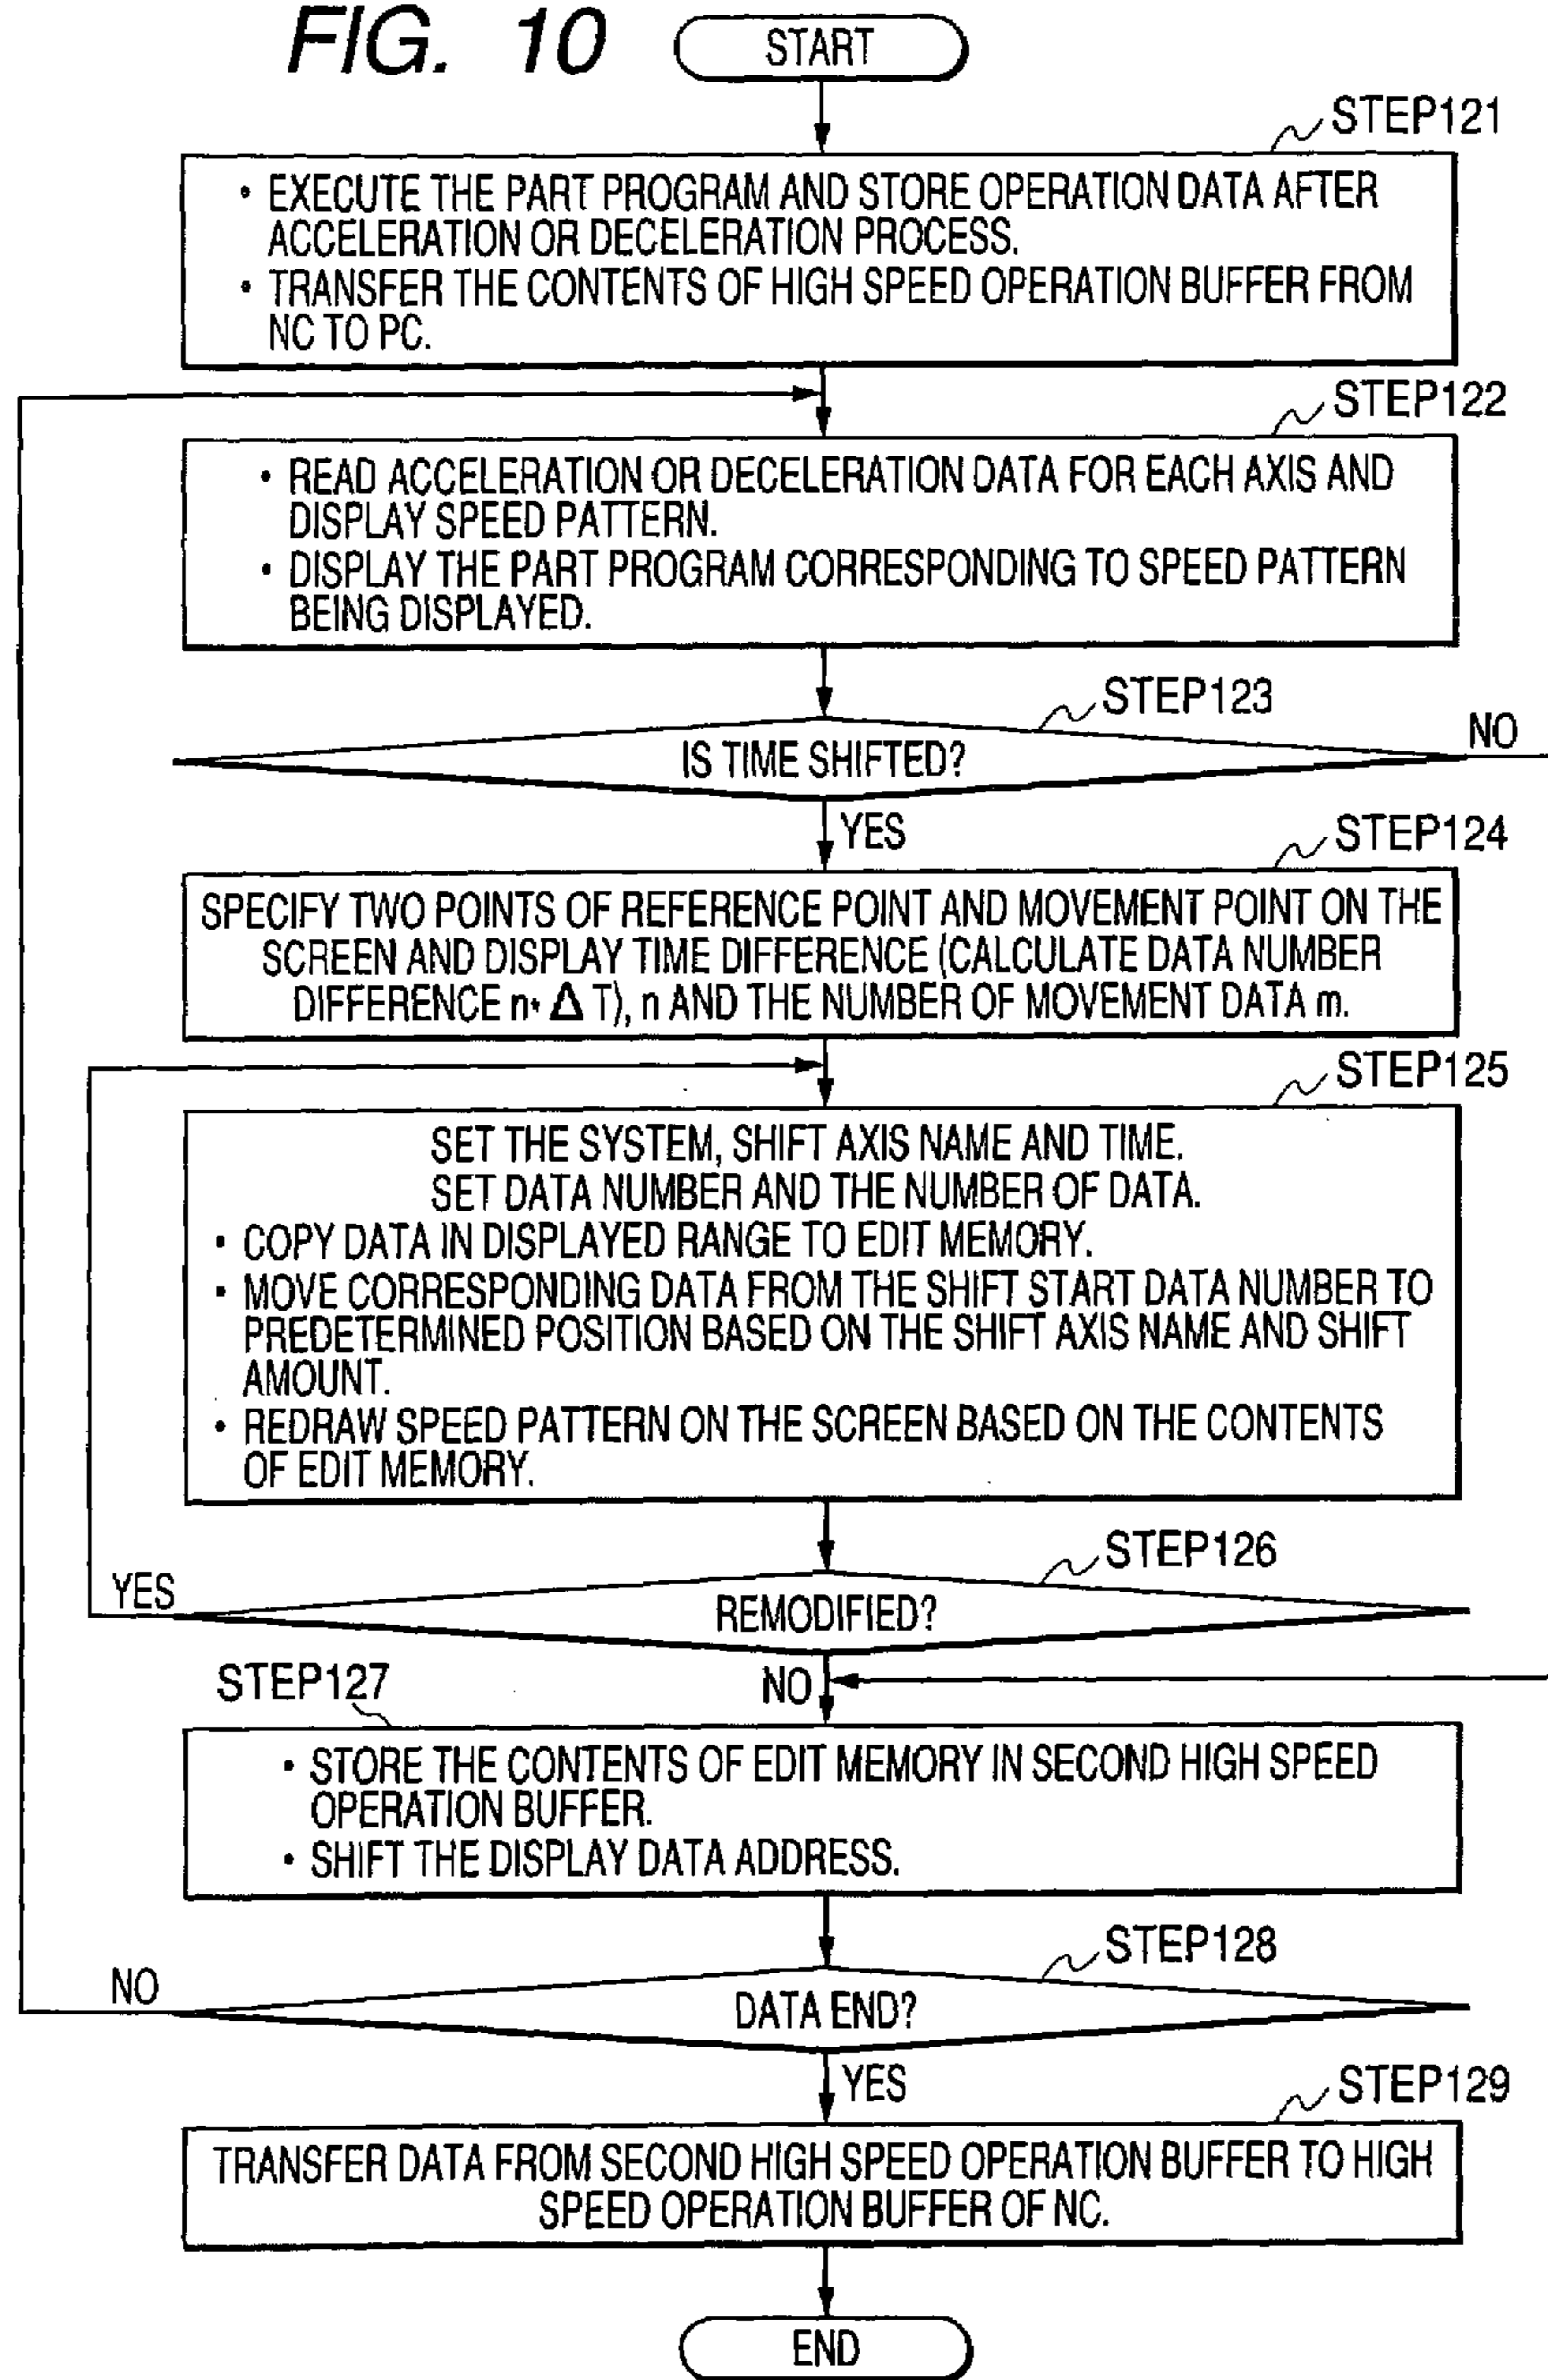 FIG. 10
START
STEP121
• EXECUTE THE PART PROGRAM AND STORE OPERATION DATA AFTER
ACCELERATION OR DECELERATION PROCESS.
• TRANSFER THE CONTENTS OF HIGH SPEED OPERATION BUFFER FROM
NC TO PC.
STEP122
• READ ACCELERATION OR DECELERATION DATA FOR EACH AXIS AND
DISPLAY SPEED PATTERN.
• DISPLAY THE PART PROGRAM CORRESPONDING TO SPEED PATTERN
BEING DISPLAYED.
STEP123
IS TIME SHIFTED?
NO
YES
STEP124
SPECIFY TWO POINTS OF REFERENCE POINT AND MOVEMENT POINT ON THE
SCREEN AND DISPLAY TIME DIFFERENCE (CALCULATE DATA NUMBER
DIFFERENCE n• Δ T), n AND THE NUMBER OF MOVEMENT DATA m.
STEP125
SET THE SYSTEM, SHIFT AXIS NAME AND TIME.
SET DATA NUMBER AND THE NUMBER OF DATA.
• COPY DATA IN DISPLAYED RANGE TO EDIT MEMORY.
• MOVE CORRESPONDING DATA FROM THE SHIFT START DATA NUMBER TO
PREDETERMINED POSITION BASED ON THE SHIFT AXIS NAME AND SHIFT
AMOUNT.
• REDRAW SPEED PATTERN ON THE SCREEN BASED ON THE CONTENTS
OF EDIT MEMORY.
STEP126
YES
REMODIFIED?
NO
STEP127
• STORE THE CONTENTS OF EDIT MEMORY IN SECOND HIGH SPEED
OPERATION BUFFER.
• SHIFT THE DISPLAY DATA ADDRESS.
STEP128
NO
DATA END?
YES
STEP129
TRANSFER DATA FROM SECOND HIGH SPEED OPERATION BUFFER TO HIGH
SPEED OPERATION BUFFER OF NC.
END